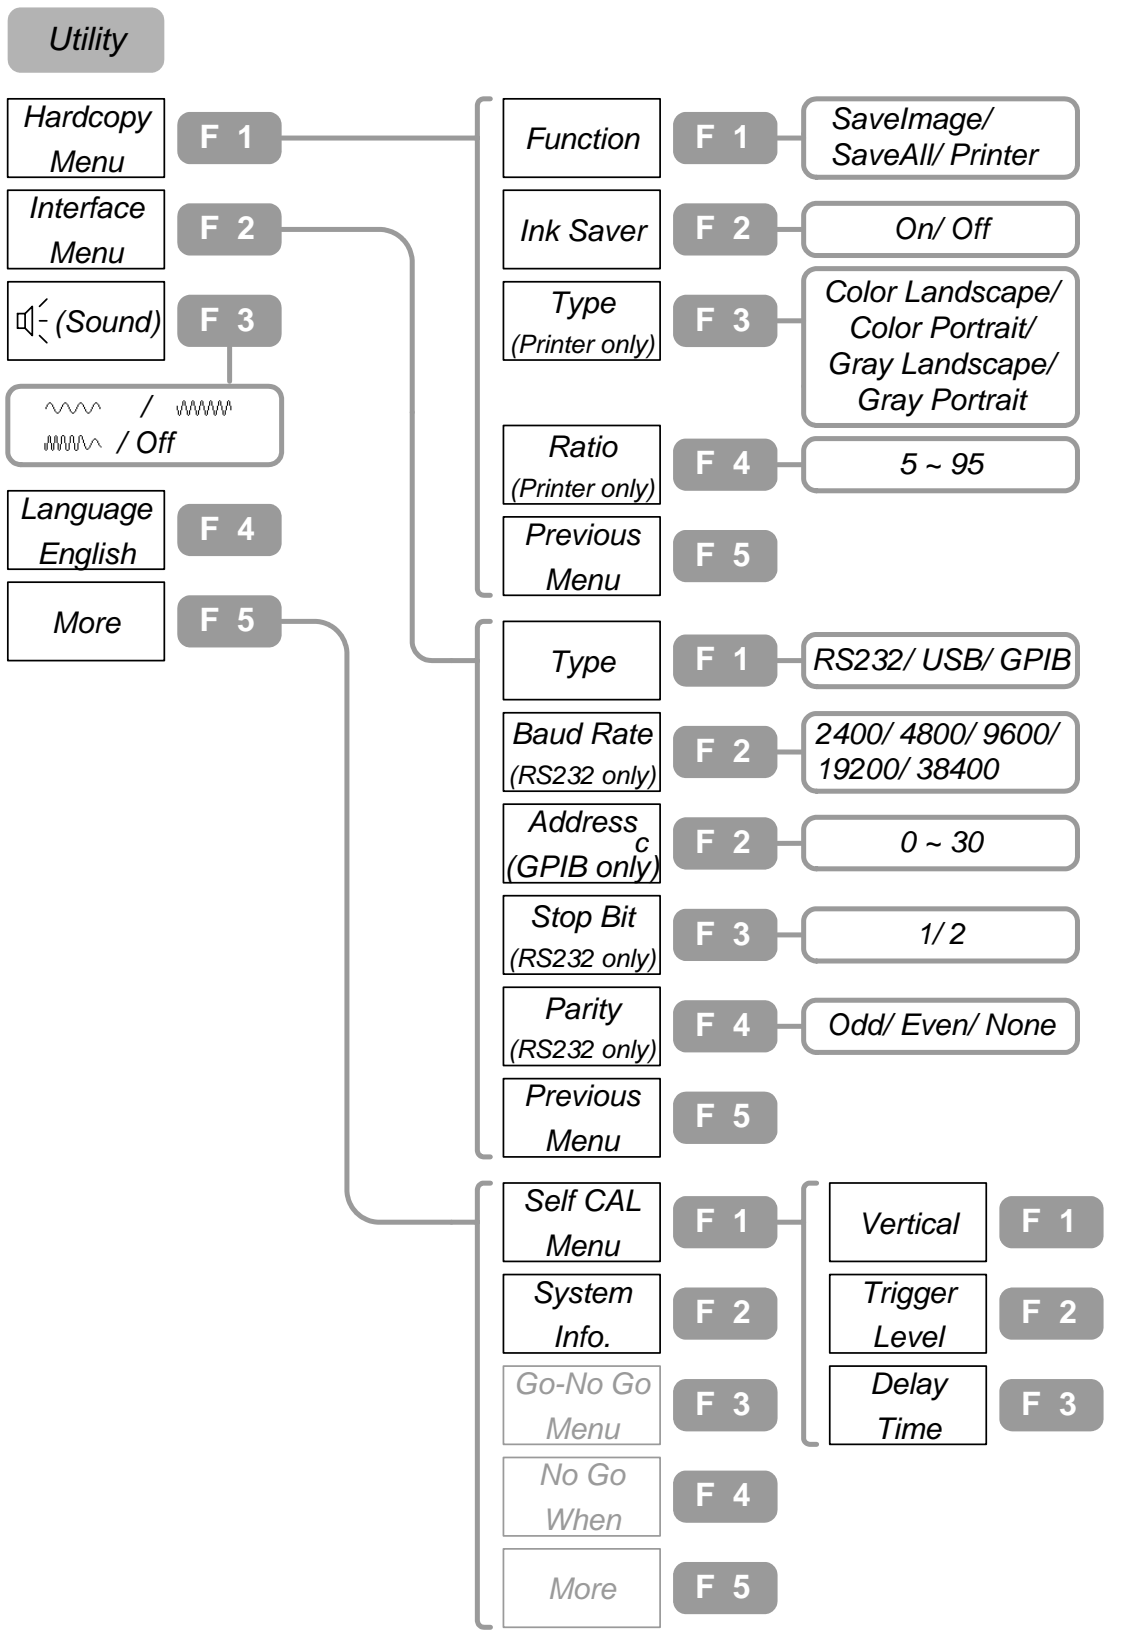 Utility
Hardcopy
Menu
F 1
Interface
Menu
F 2
(Sound)
F 3
/
/ Off
Language
English
F 4
More
F 5
Function
F 1
SaveImage/
SaveAll/ Printer
Ink Saver
F 2
On/ Off
Type
(Printer only)
F 3
Color Landscape/
Color Portrait/
Gray Landscape/
Gray Portrait
Ratio
(Printer only)
F 4
5 ~ 95
Previous
Menu
F 5
Type
F 1
RS232/ USB/ GPIB
Baud Rate
(RS232 only)
F 2
2400/ 4800/ 9600/
19200/ 38400
Address
c
(GPIB only)
F 2
0 ~ 30
Stop Bit
(RS232 only)
F 3
1/ 2
Parity
(RS232 only)
F 4
Odd/ Even/ None
Previous
Menu
F 5
Self CAL
Menu
F 1
Vertical
F 1
System
Info.
F 2
Trigger
Level
F 2
Go-No Go
Menu
F 3
Delay
Time
F 3
No Go
When
F 4
More
F 5